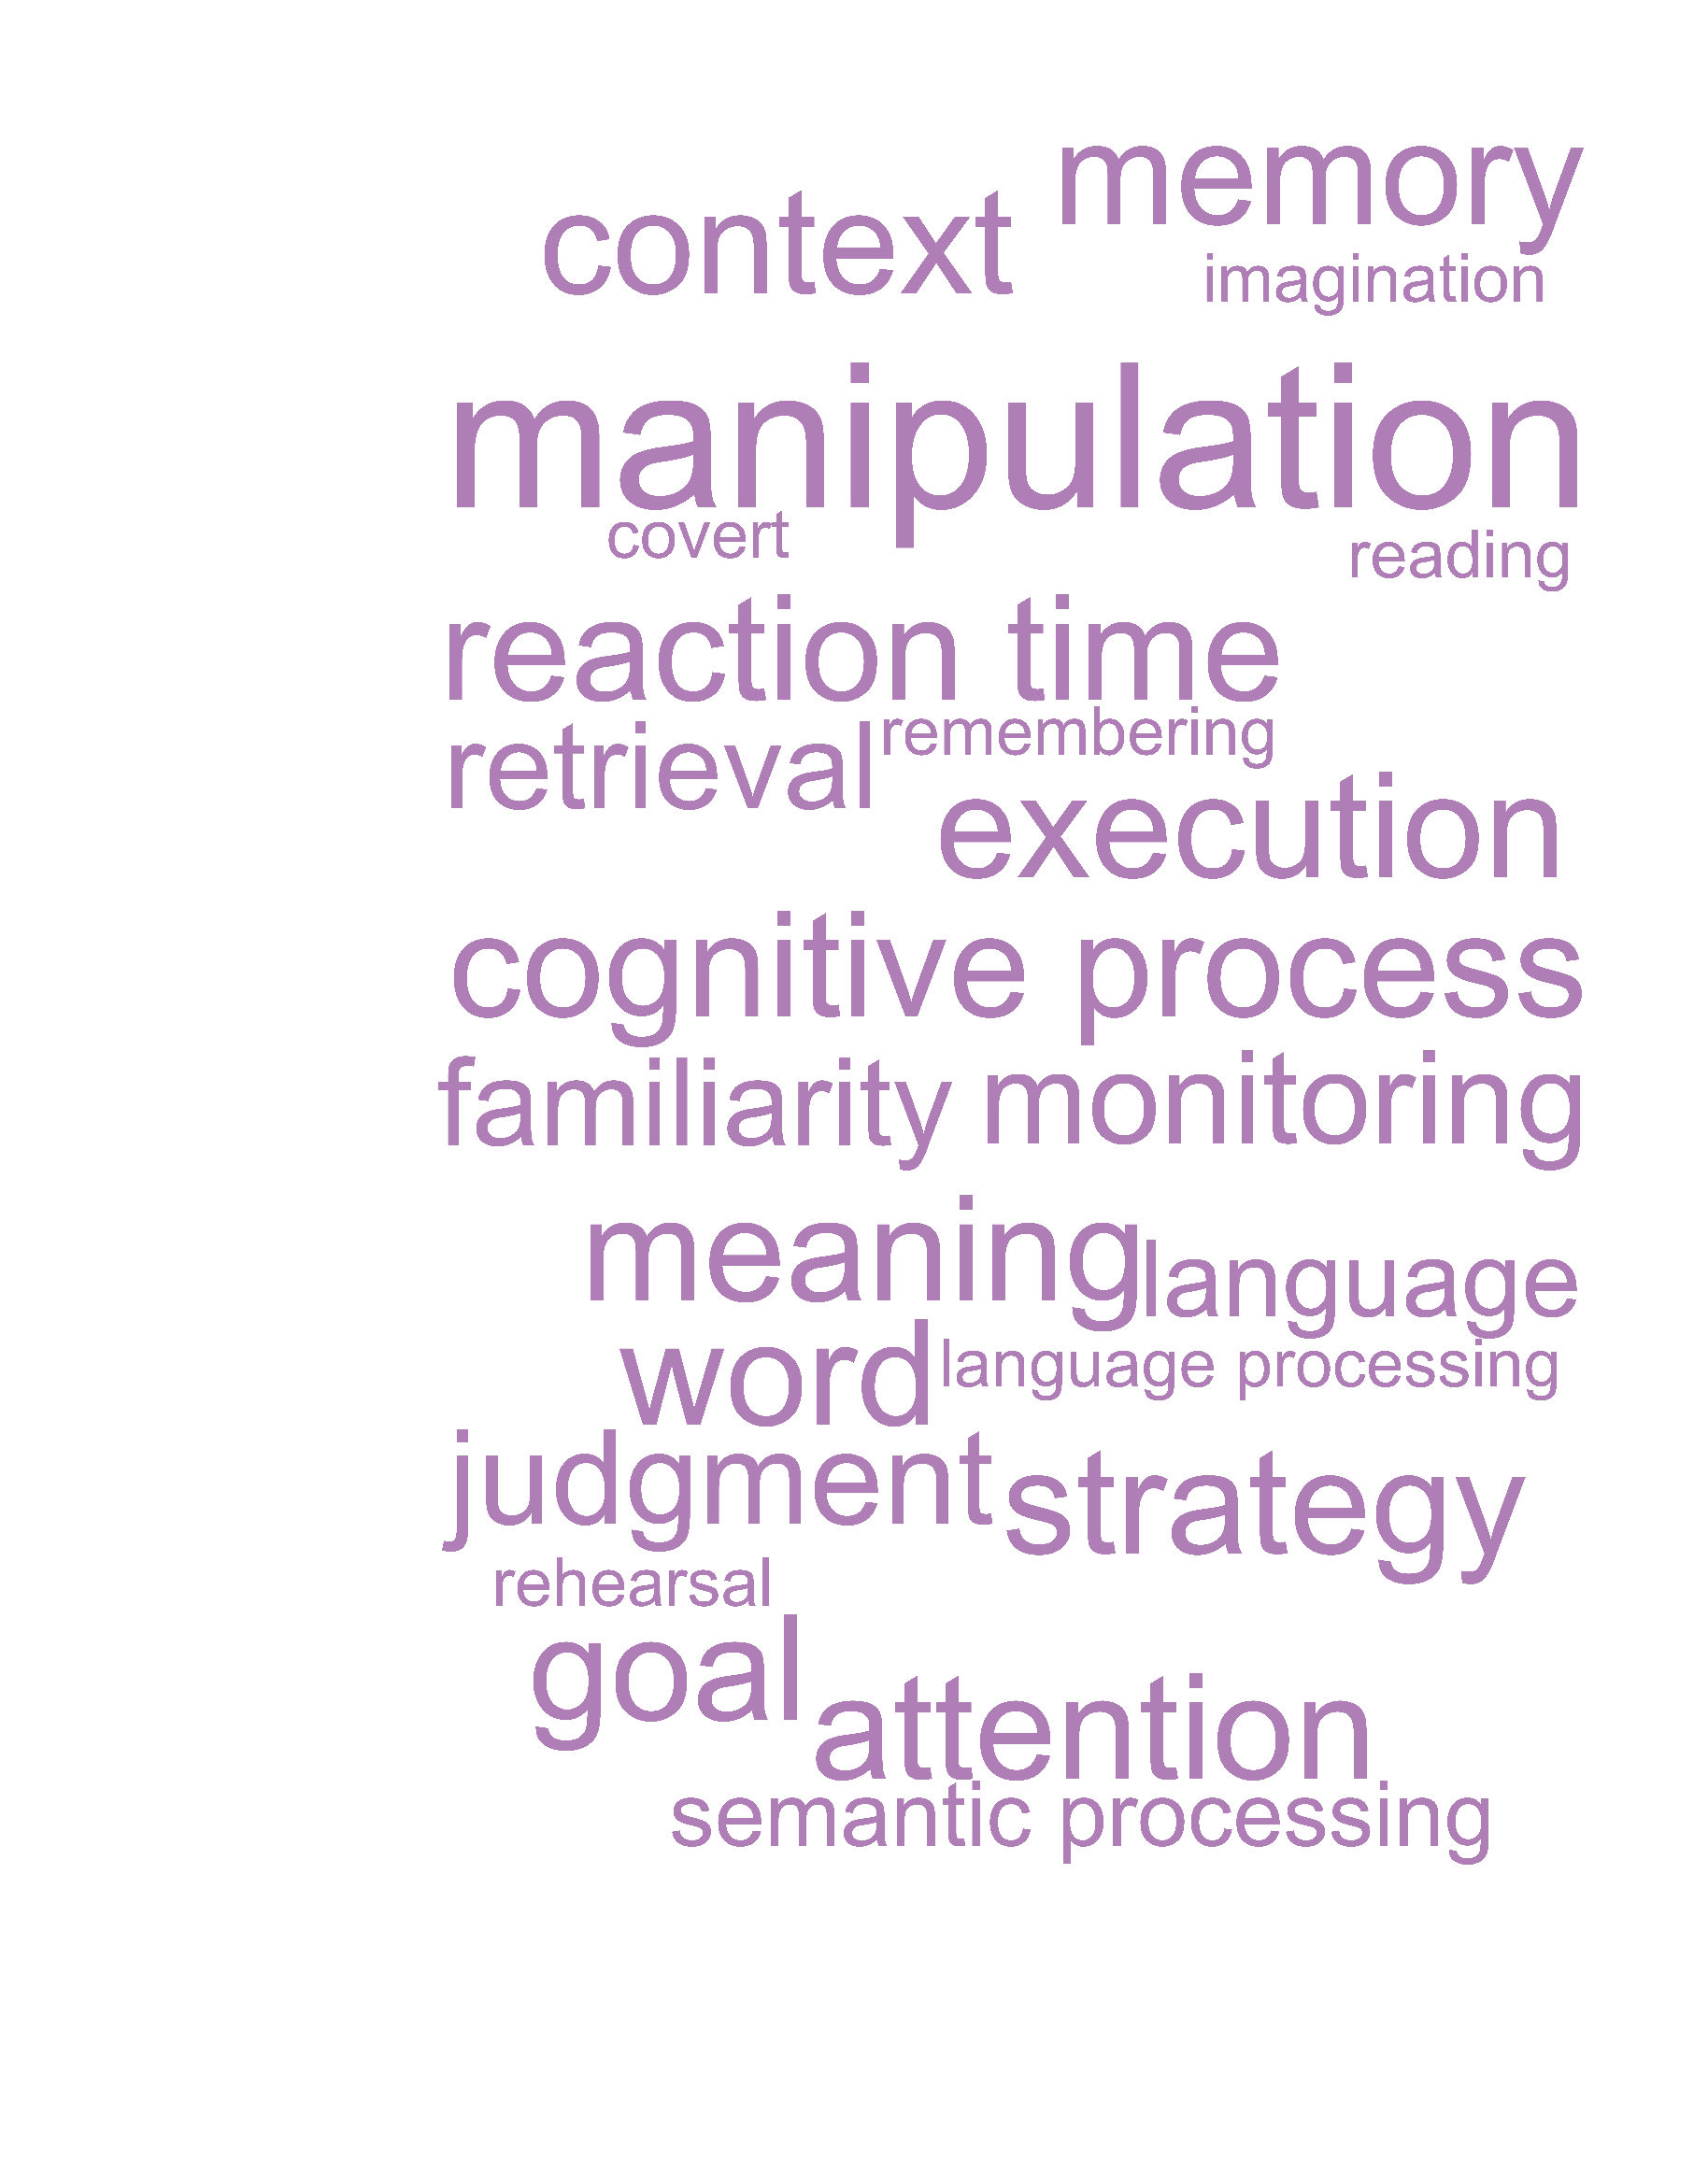 memory
context
imagination
manipulation
covert
reading
reaction time
remembering
retrieval
execution
cognitive process
familiarity monitoring
meaning
language
word
language processing
judgment
strategy
rehearsal
goal
attention
semantic processing